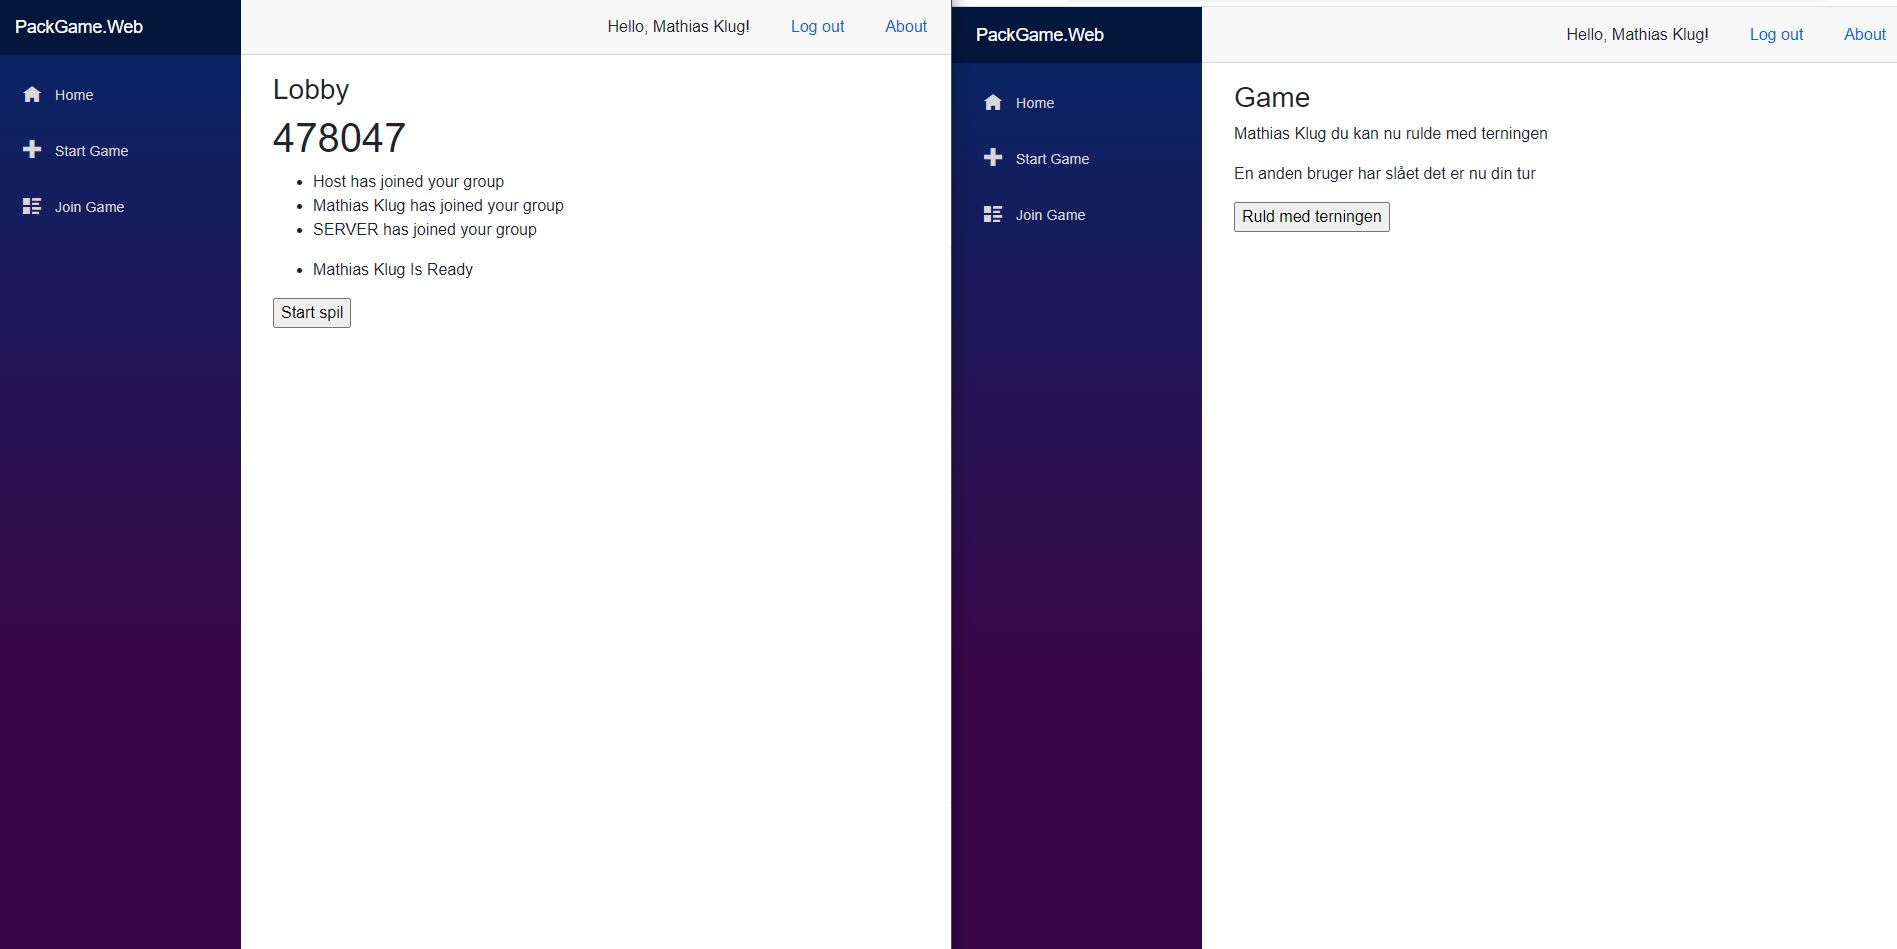 PackGame.Web
Hello, Mathias Klug!
Log out
About
Home
Start Game
Join Game
Lobby
478047
Host has joined your group
Mathias Klug has joined your group
SERVER has joined your group
Mathias Klug Is Ready
Start spil
PackGame.Web
Hello, Mathias Klug!
Log out
About
Home
Start Game
Join Game
Game
Mathias Klug du kan nu rulde med terningen
En anden bruger har slået det er nu din tur
Ruld med terningen